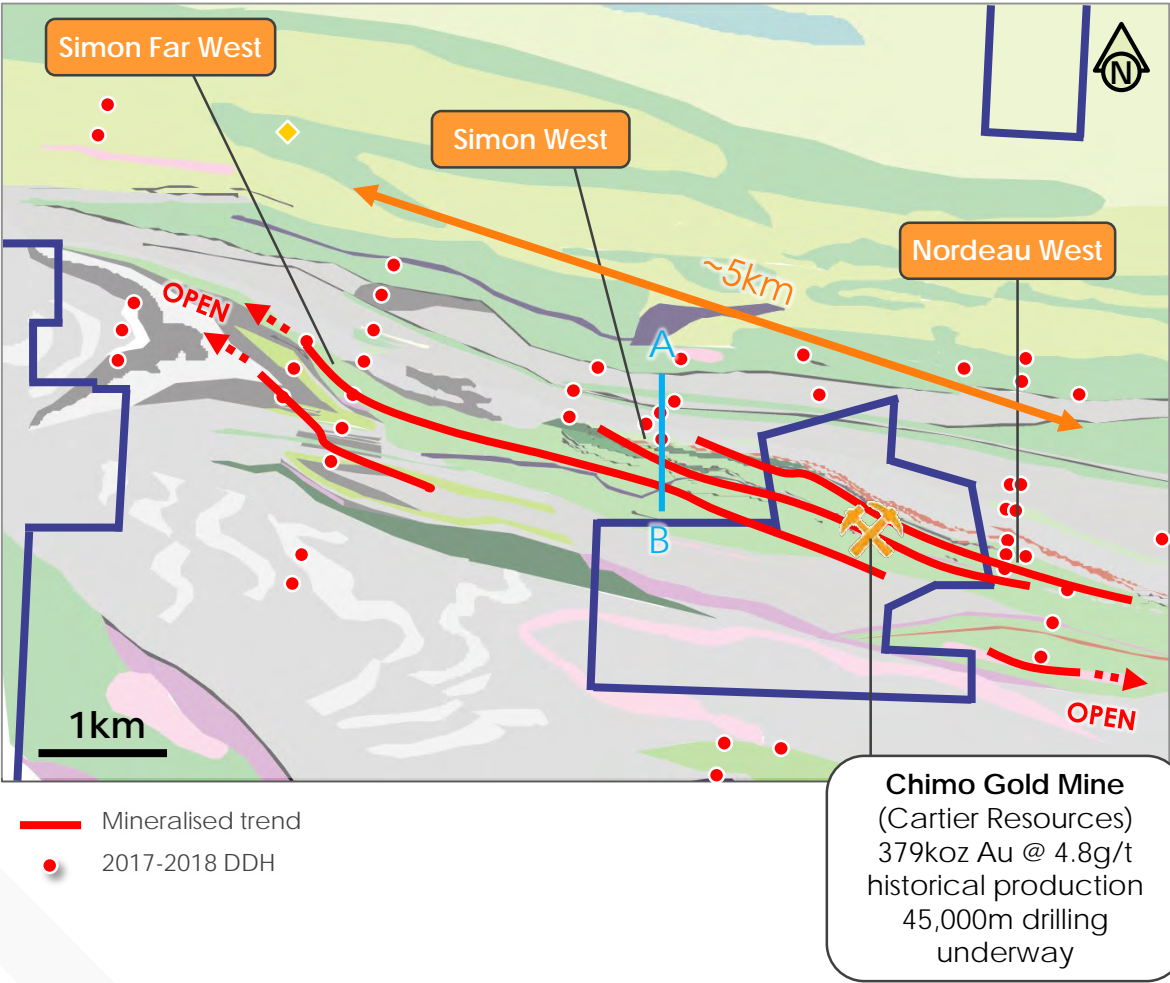 Simon Far West
N
Simon West
Nordeau West
~5km
OPEN
A
B
1km
OPEN
Mineralised trend
2017-2018 DDH
Chimo Gold Mine
(Cartier Resources)
379koz Au @ 4.8g/t
historical production
45,000m drilling
underway